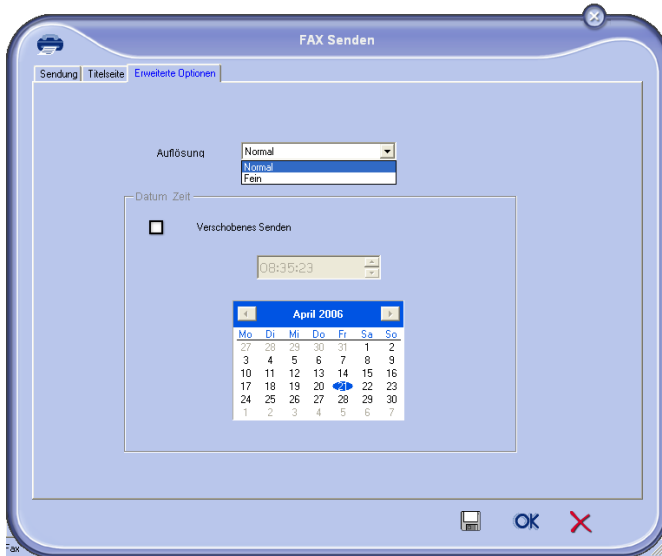 FAX Senden
Sendung Titelseite Erweiterte Optionen
Auflösung Normal
Normal
Fein
Datum Zeit
Verschobenes Senden
08:35:23
April 2006
Mo Di Mi Do Fr Sa So
27 28 29 30 31 1 2
3 4 5 6 7 8 9
10 11 12 13 14 15 16
17 18 19 20 21 22 23
24 25 26 27 28 29 30
1 2 3 4 5 6 7
OK
Fax